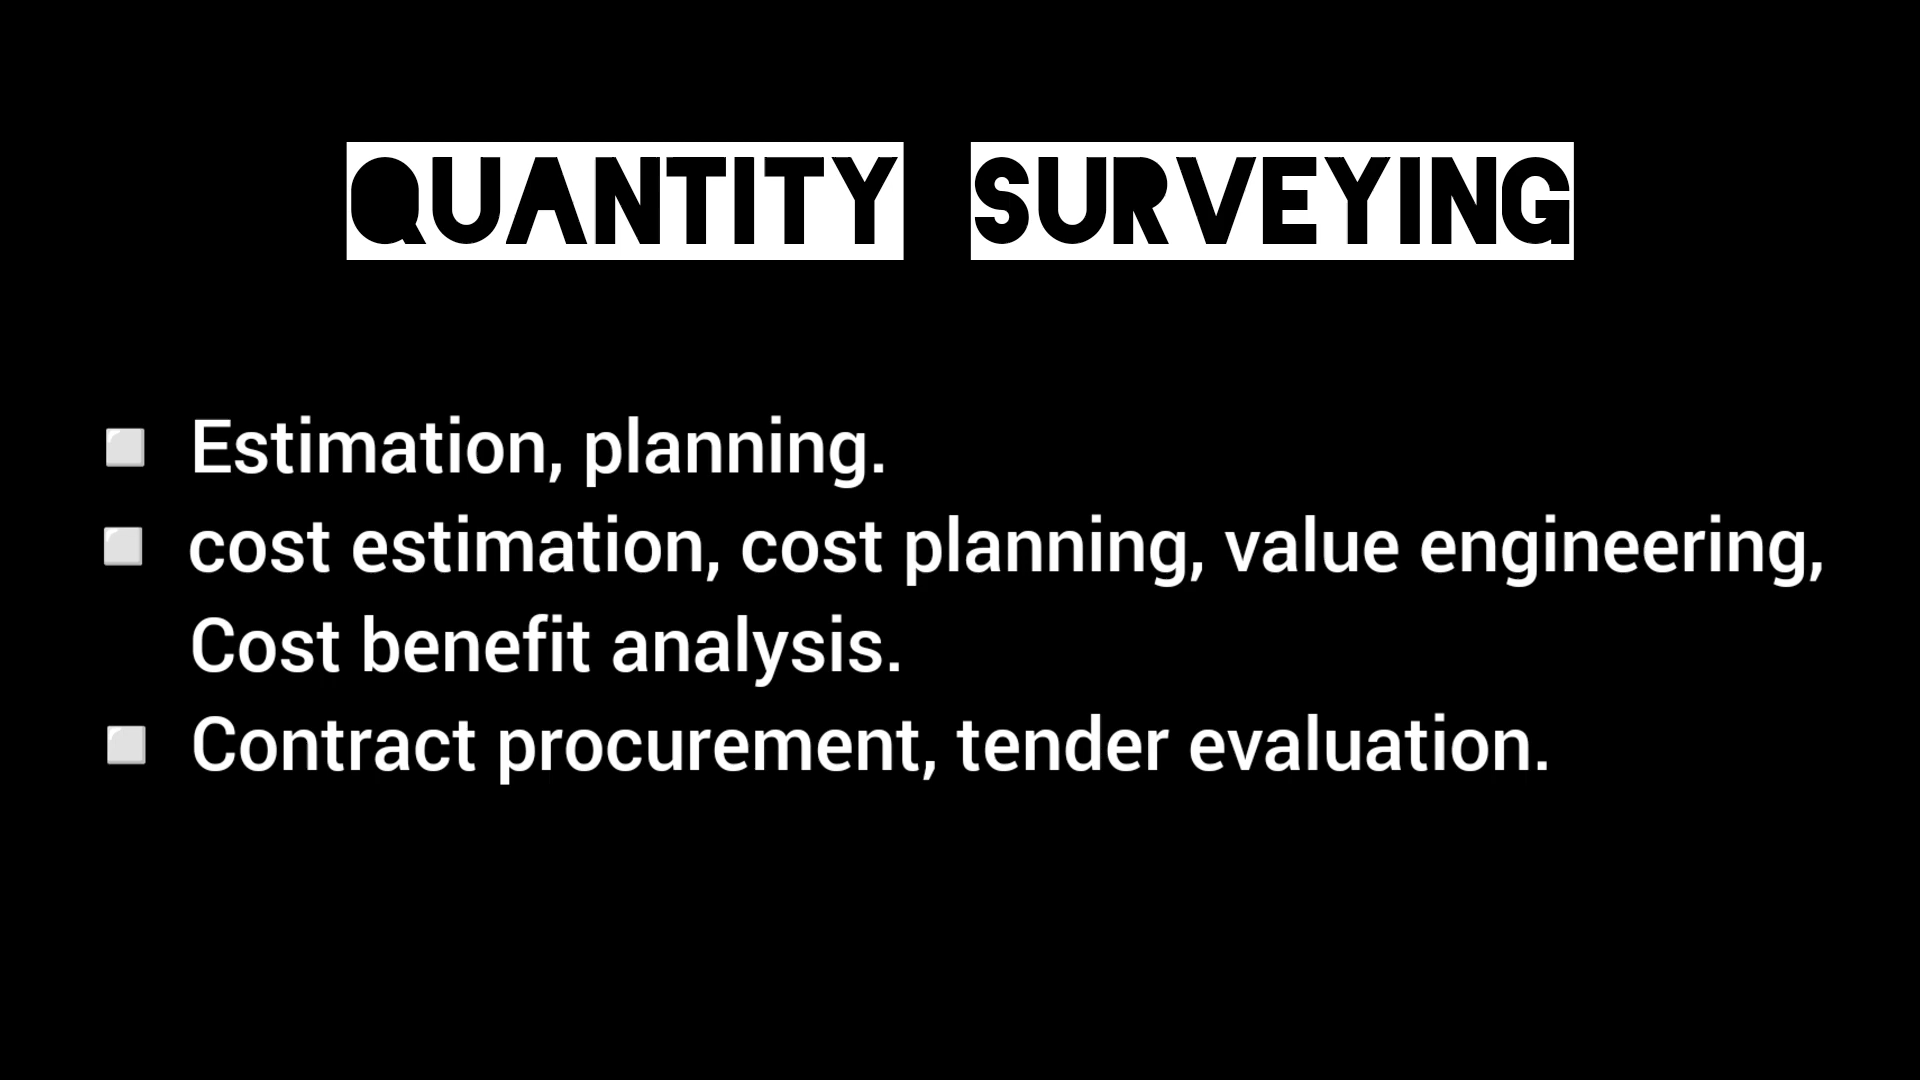 QUANTITY SURVEYING
◻ Estimation, planning.
◻ cost estimation, cost planning, value engineering,
Cost benefit analysis.
◻ Contract procurement, tender evaluation.